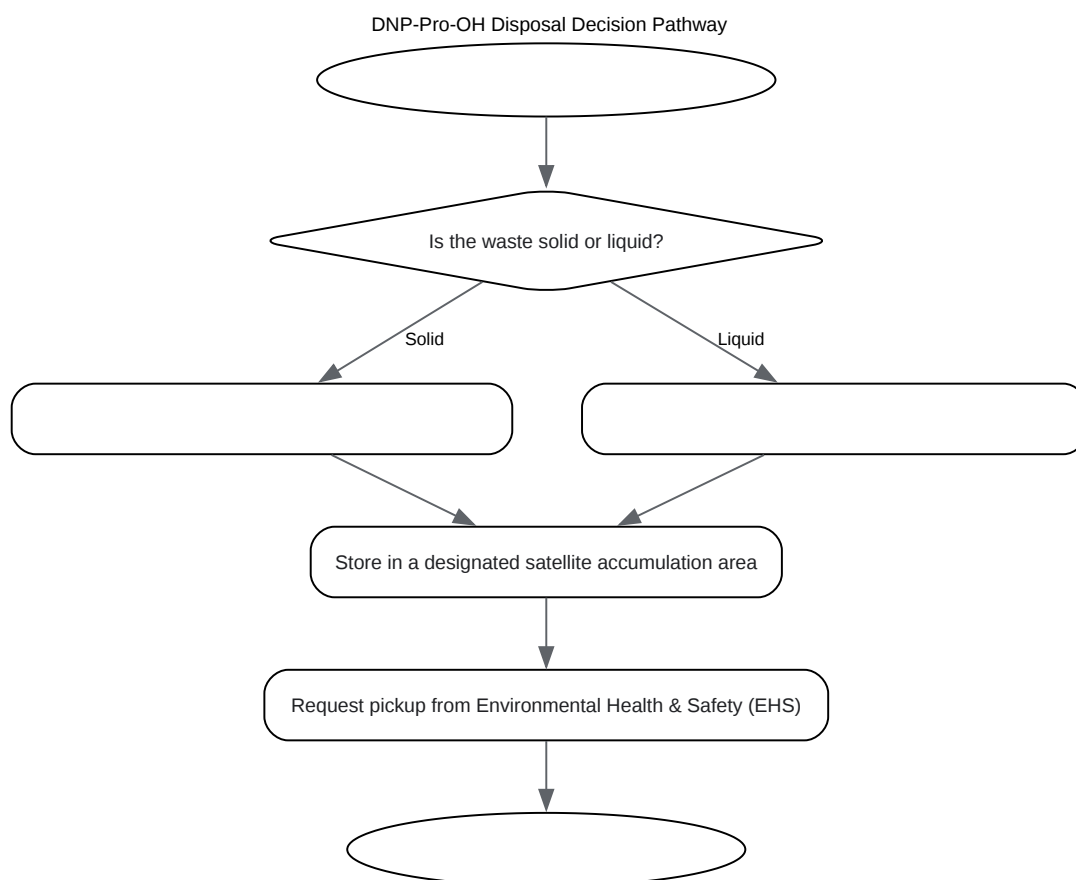 DNP-Pro-OH Disposal Decision Pathway
Is the waste solid or liquid?
Solid
Liquid
Store in a designated satellite accumulation area
Request pickup from Environmental Health & Safety (EHS)